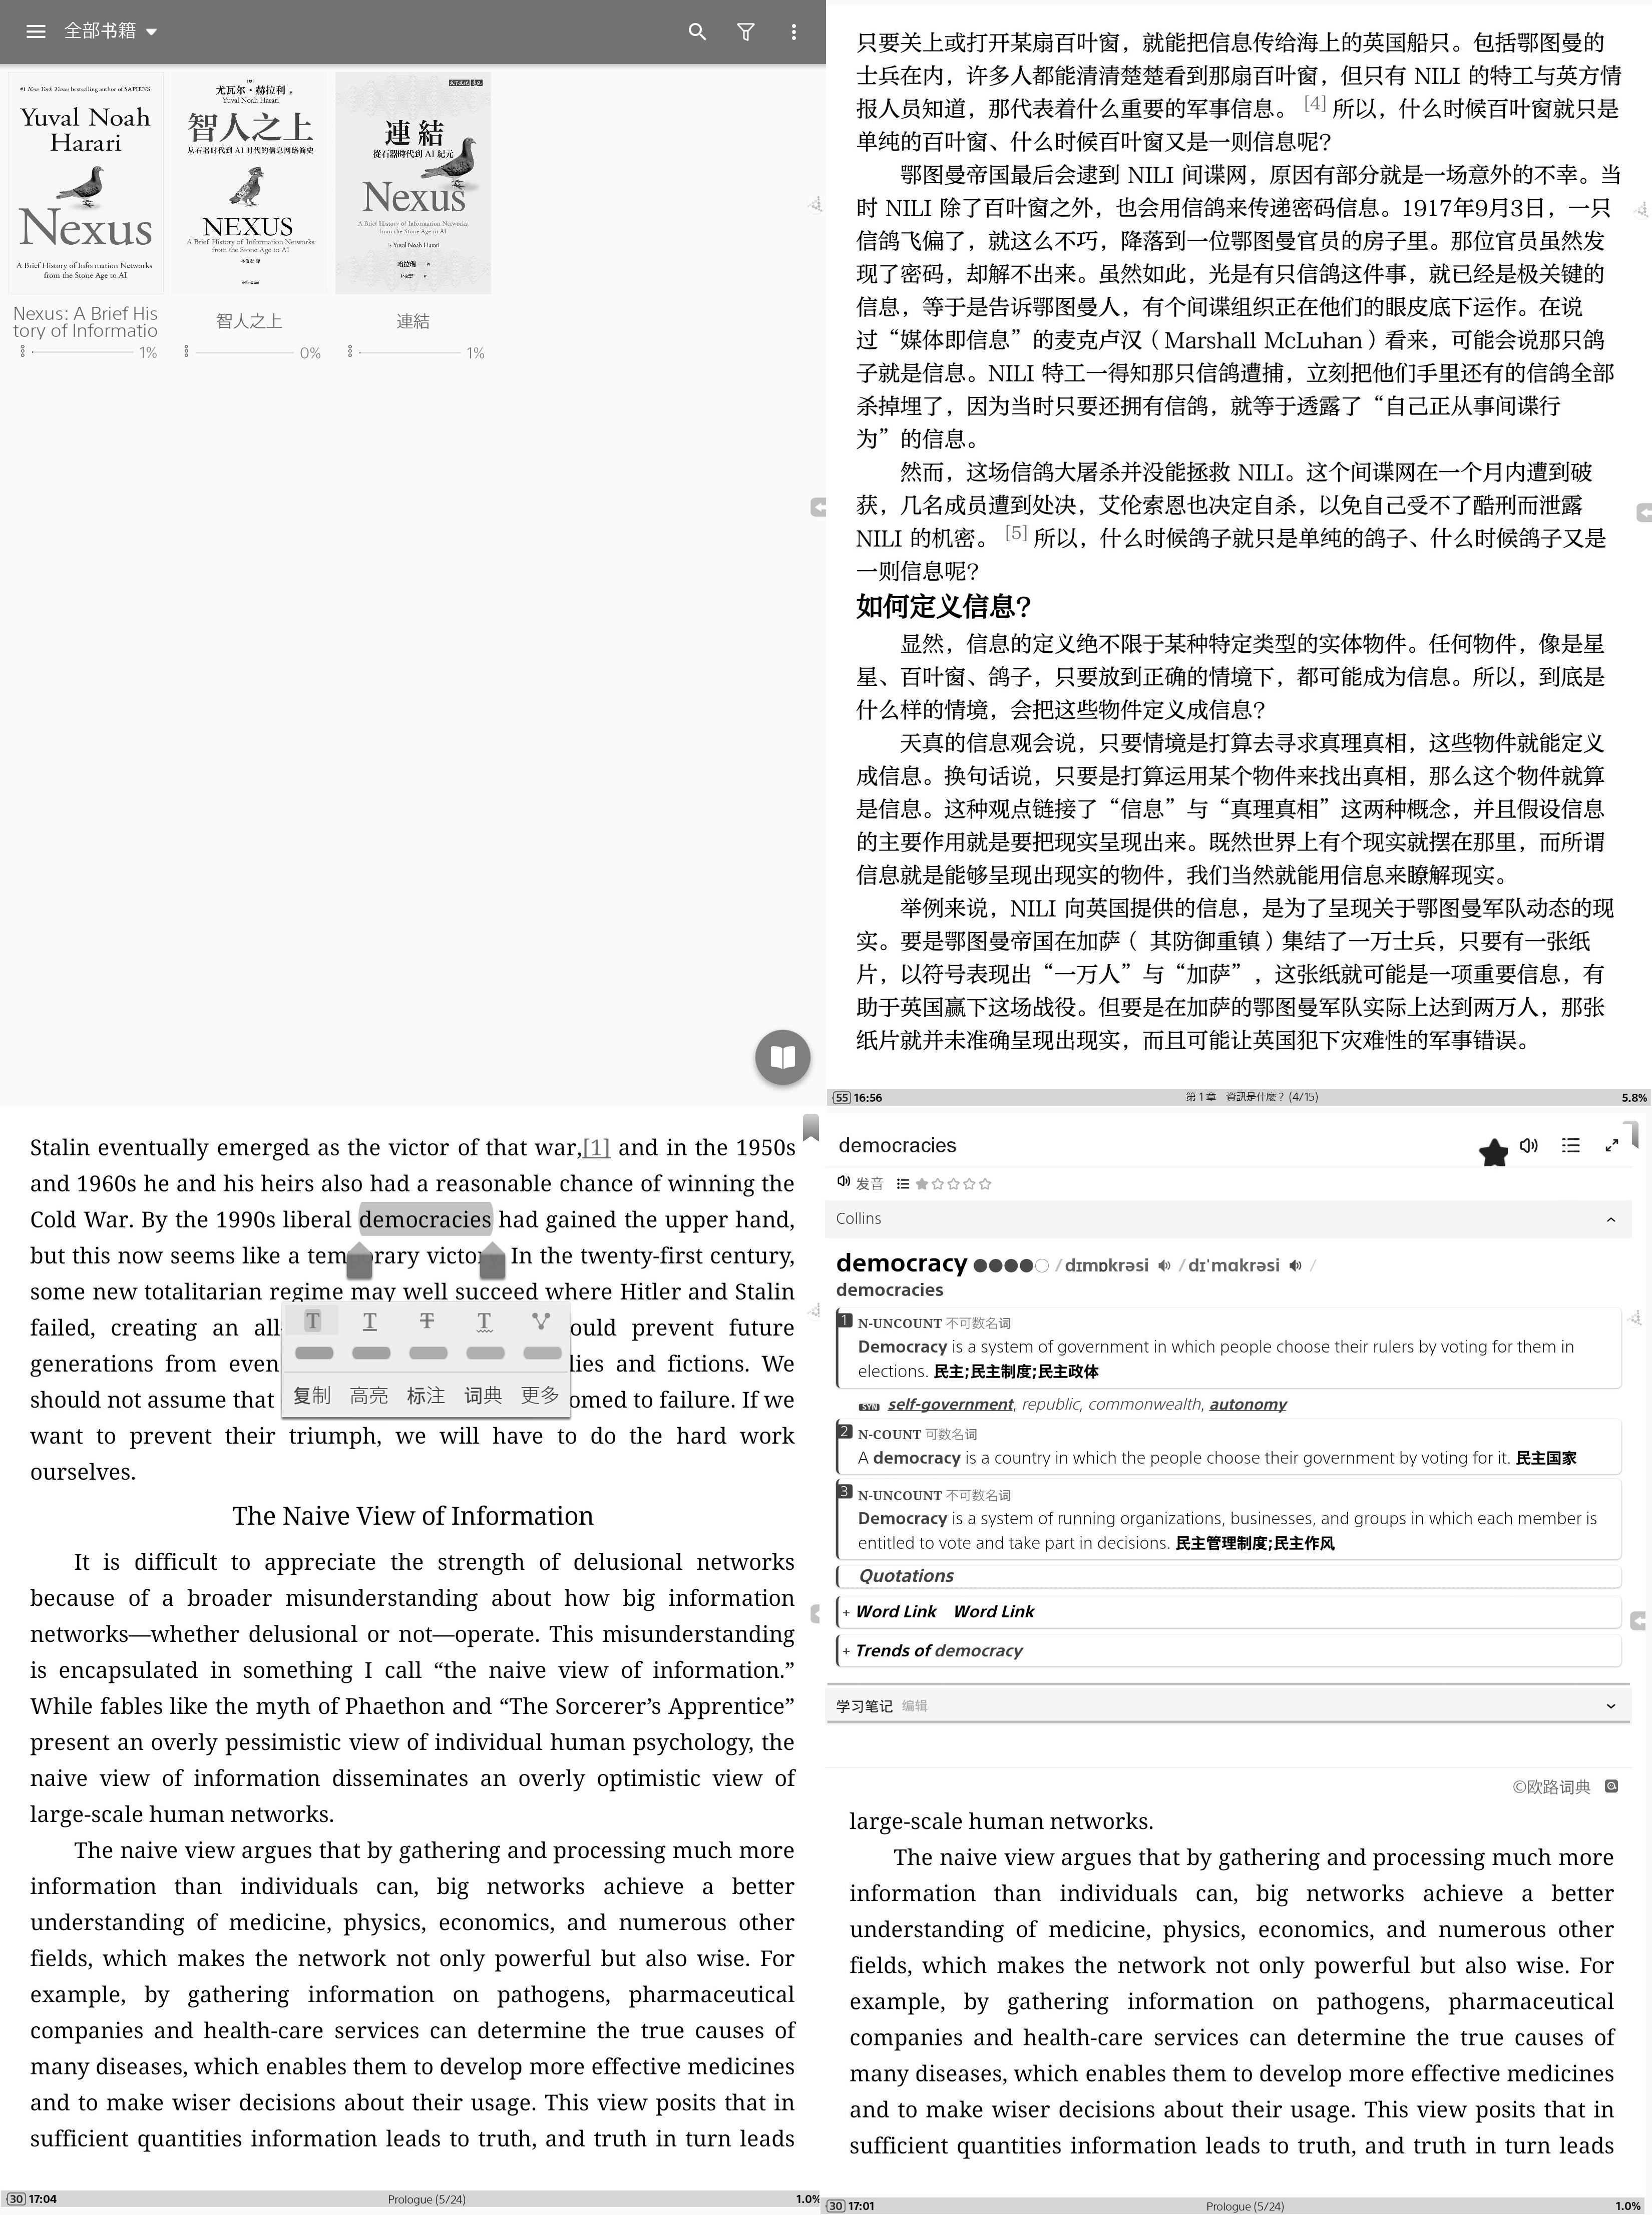 全部书籍
#1 New York Times bestselling author of SAPIENS
Yuval Noah
Harari
Nexus
A Brief History of Information Networks
from the Stone Age to AI
Nexus: A Brief His
tory of Informatio
1%
尤瓦尔·赫拉利
Yuval Noah Harari
智人之上
从石器时代到 AI 时代的信息网络简史
NEXUS
A Brief History of Information Networks
from the Stone Age to AI
智人之上
0%
連結
從石器時代到 AI 紀元
Nexus
A Brief History of Information Networks
from the Stone Age to AI
Yuval Noah Harari
哈拉瑞
連結
1%
只要关上或打开某扇百叶窗，就能把信息传给海上的英国船只。包括鄂图曼的
士兵在内，许多人都能清清楚楚看到那扇百叶窗，但只有 NILI 的特工与英方情
报人员知道，那代表着什么重要的军事信息。 [4] 所以，什么时候百叶窗就只是
单纯的百叶窗、什么时候百叶窗又是一则信息呢？
鄂图曼帝国最后会逮到 NILI 间谍网，原因有部分就是一场意外的不幸。当
时 NILI 除了百叶窗之外，也会用信鸽来传递密码信息。1917年9月3日，一只
信鸽飞偏了，就这么不巧，降落到一位鄂图曼官员的房子里。那位官员虽然发
现了密码，却解不出来。虽然如此，光是有只信鸽这件事，就已经是极关键的
信息，等于是告诉鄂图曼人，有个间谍组织正在他们的眼皮底下运作。在说
过“媒体即信息”的麦克卢汉（Marshall McLuhan）看来，可能会说那只鸽
子就是信息。NILI 特工一得知那只信鸽遭捕，立刻把他们手里还有的信鸽全部
杀掉埋了，因为当时只要还拥有信鸽，就等于透露了“自己正从事间谍行
为”的信息。
然而，这场信鸽大屠杀并没能拯救 NILI。这个间谍网在一个月内遭到破
获，几名成员遭到处决，艾伦索恩也决定自杀，以免自己受不了酷刑而泄露
NILI 的机密。 [5] 所以，什么时候鸽子就只是单纯的鸽子、什么时候鸽子又是
一则信息呢？
如何定义信息？
显然，信息的定义绝不限于某种特定类型的实体物件。任何物件，像是星
星、百叶窗、鸽子，只要放到正确的情境下，都可能成为信息。所以，到底是
什么样的情境，会把这些物件定义成信息？
天真的信息观会说，只要情境是打算去寻求真理真相，这些物件就能定义
成信息。换句话说，只要是打算运用某个物件来找出真相，那么这个物件就算
是信息。这种观点链接了“信息”与“真理真相”这两种概念，并且假设信息
的主要作用就是要把现实呈现出来。既然世界上有个现实就摆在那里，而所谓
信息就是能够呈现出现实的物件，我们当然就能用信息来瞭解现实。
举例来说，NILI 向英国提供的信息，是为了呈现关于鄂图曼军队动态的现
实。要是鄂图曼帝国在加萨（ 其防御重镇）集结了一万士兵，只要有一张纸
片，以符号表现出“一万人”与“加萨”，这张纸就可能是一项重要信息，有
助于英国赢下这场战役。但要是在加萨的鄂图曼军队实际上达到两万人，那张
纸片就并未准确呈现出现实，而且可能让英国犯下灾难性的军事错误。
55 16:56 第 1 章 資訊是什麼？ (4/15) 5.8%
Stalin eventually emerged as the victor of that war,[1] and in the 1950s
and 1960s he and his heirs also had a reasonable chance of winning the
Cold War. By the 1990s liberal democracies had gained the upper hand,
but this now seems like a temporary victory. In the twenty-first century,
some new totalitarian regime may well succeed where Hitler and Stalin
failed, creating an all- ould prevent future
generations from even lies and fictions. We
should not assume that omed to failure. If we
want to prevent their triumph, we will have to do the hard work
ourselves.
复制 高亮 标注 词典 更多
The Naive View of Information
It is difficult to appreciate the strength of delusional networks
because of a broader misunderstanding about how big information
networks—whether delusional or not—operate. This misunderstanding
is encapsulated in something I call “the naive view of information.”
While fables like the myth of Phaethon and “The Sorcerer’s Apprentice”
present an overly pessimistic view of individual human psychology, the
naive view of information disseminates an overly optimistic view of
large-scale human networks.
The naive view argues that by gathering and processing much more
information than individuals can, big networks achieve a better
understanding of medicine, physics, economics, and numerous other
fields, which makes the network not only powerful but also wise. For
example, by gathering information on pathogens, pharmaceutical
companies and health-care services can determine the true causes of
many diseases, which enables them to develop more effective medicines
and to make wiser decisions about their usage. This view posits that in
sufficient quantities information leads to truth, and truth in turn leads
30 17:04 Prologue (5/24) 1.0%
democracies
发音
Collins
democracy /dɪmɒkrəsi /dɪˈmɑkrəsi /
democracies
1 N-UNCOUNT 不可数名词
Democracy is a system of government in which people choose their rulers by voting for them in
elections. 民主;民主制度;民主政体
SYN self-government, republic, commonwealth, autonomy
2 N-COUNT 可数名词
A democracy is a country in which the people choose their government by voting for it. 民主国家
3 N-UNCOUNT 不可数名词
Democracy is a system of running organizations, businesses, and groups in which each member is
entitled to vote and take part in decisions. 民主管理制度;民主作风
Quotations
+ Word Link Word Link
+ Trends of democracy
学习笔记 编辑
©欧路词典
large-scale human networks.
The naive view argues that by gathering and processing much more
information than individuals can, big networks achieve a better
understanding of medicine, physics, economics, and numerous other
fields, which makes the network not only powerful but also wise. For
example, by gathering information on pathogens, pharmaceutical
companies and health-care services can determine the true causes of
many diseases, which enables them to develop more effective medicines
and to make wiser decisions about their usage. This view posits that in
sufficient quantities information leads to truth, and truth in turn leads
30 17:01 Prologue (5/24) 1.0%